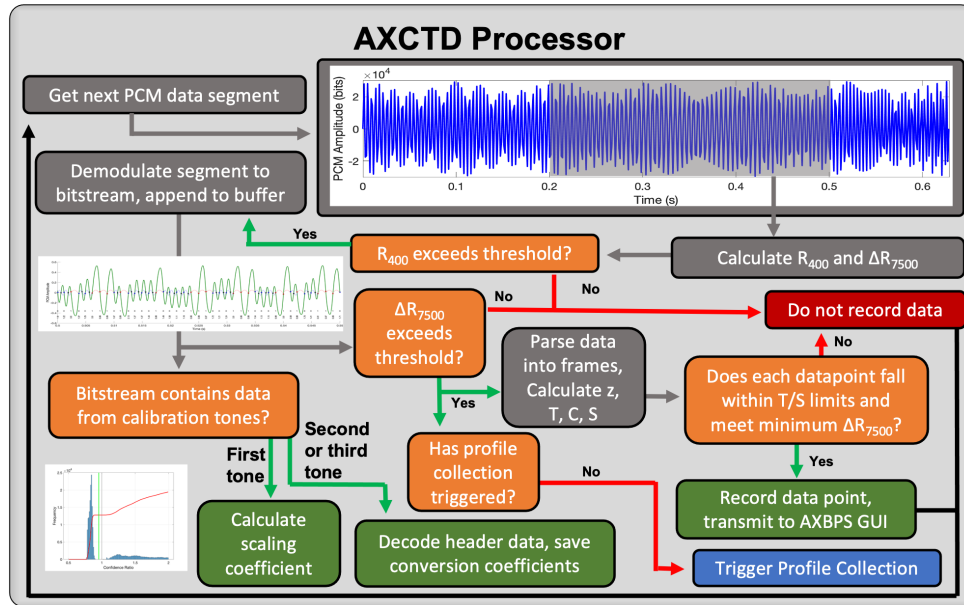 AXCTD Processor
Get next PCM data segment
×10⁴
2
0
-2
PCM Amplitude (bits)
0
0.1
0.2
0.3
0.4
0.5
0.6
Time (s)
Demodulate segment to
bitstream, append to buffer
Yes
R₄₀₀ exceeds threshold?
Calculate R₄₀₀ and ΔR₇₅₀₀
No
No
Do not record data
ΔR₇₅₀₀
exceeds
threshold?
Parse data
into frames,
Calculate z,
T, C, S
No
Does each datapoint fall
within T/S limits and
meet minimum ΔR₇₅₀₀?
Yes
Bitstream contains data
from calibration tones?
Yes
First
tone
Second
or third
tone
Has profile
collection
triggered?
No
Record data point,
transmit to AXBPS GUI
Calculate
scaling
coefficient
Decode header data, save
conversion coefficients
Trigger Profile Collection
Frequency
Confidence Ratio